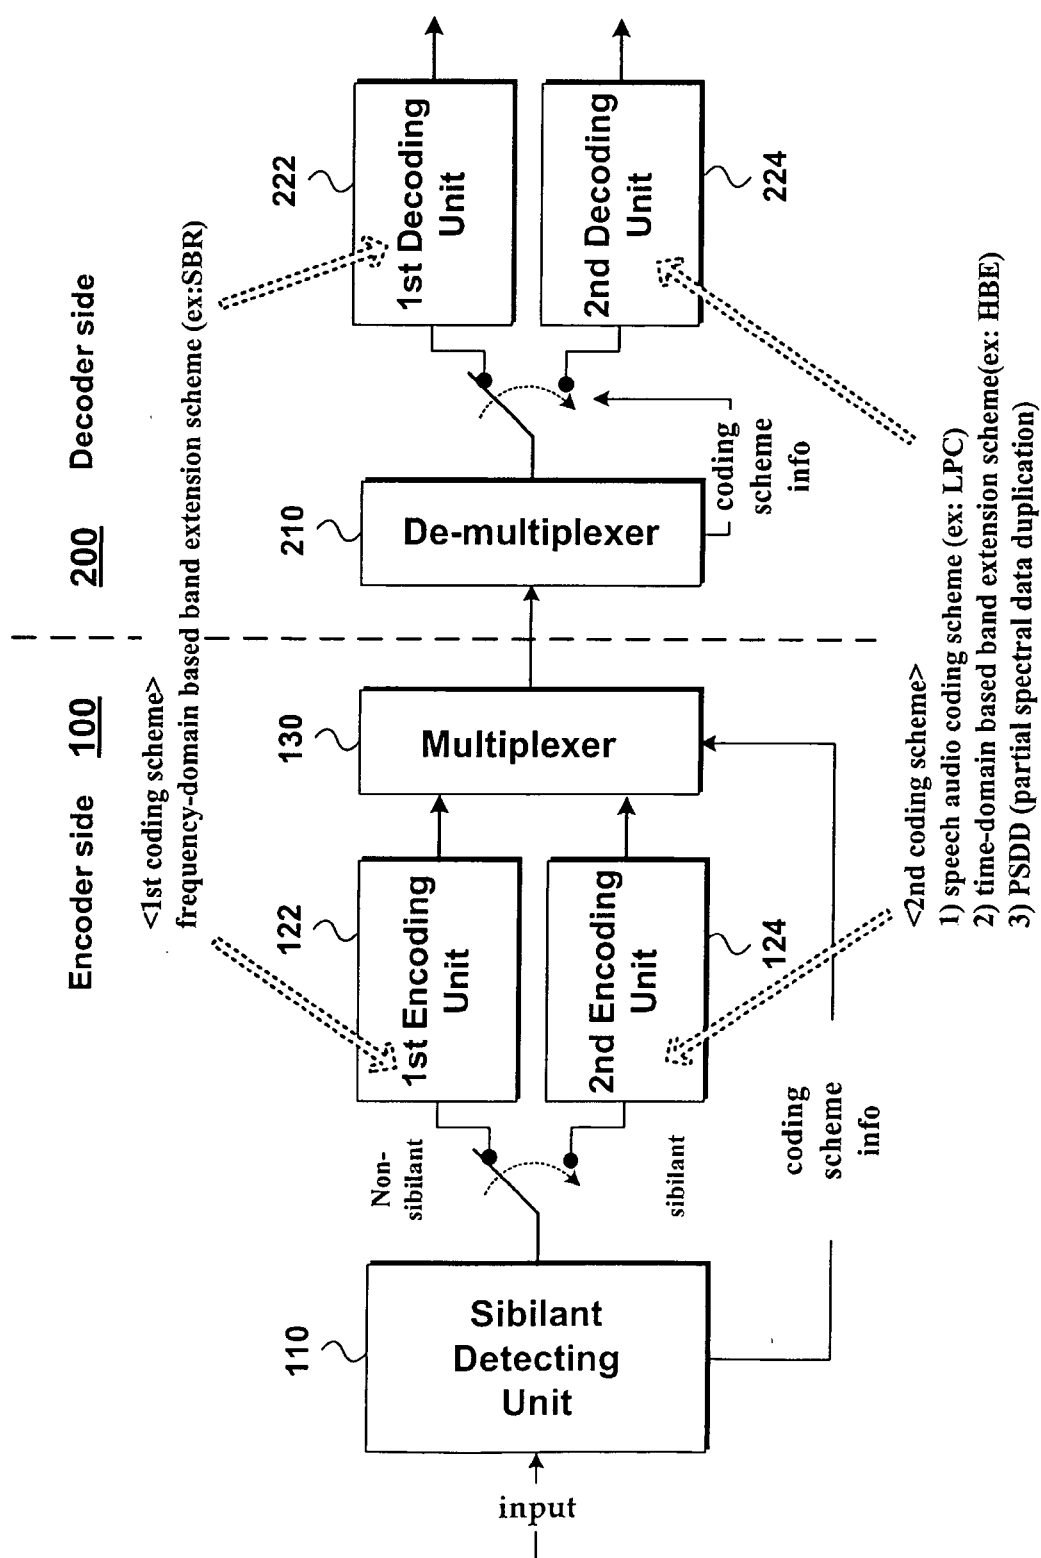 Encoder side 100
Decoder side 200
<1st coding scheme>
frequency-domain based band extension scheme (ex:SBR)
input
110
Sibilant
Detecting
Unit
Non-
sibilant
sibilant
122
1st Encoding
Unit
2nd Encoding
Unit
124
coding
scheme
info
130
Multiplexer
210
De-multiplexer
coding
scheme
info
222
1st Decoding
Unit
2nd Decoding
Unit
224
<2nd coding scheme>
1) speech audio coding scheme (ex: LPC)
2) time-domain based band extension scheme(ex: HBE)
3) PSDD (partial spectral data duplication)